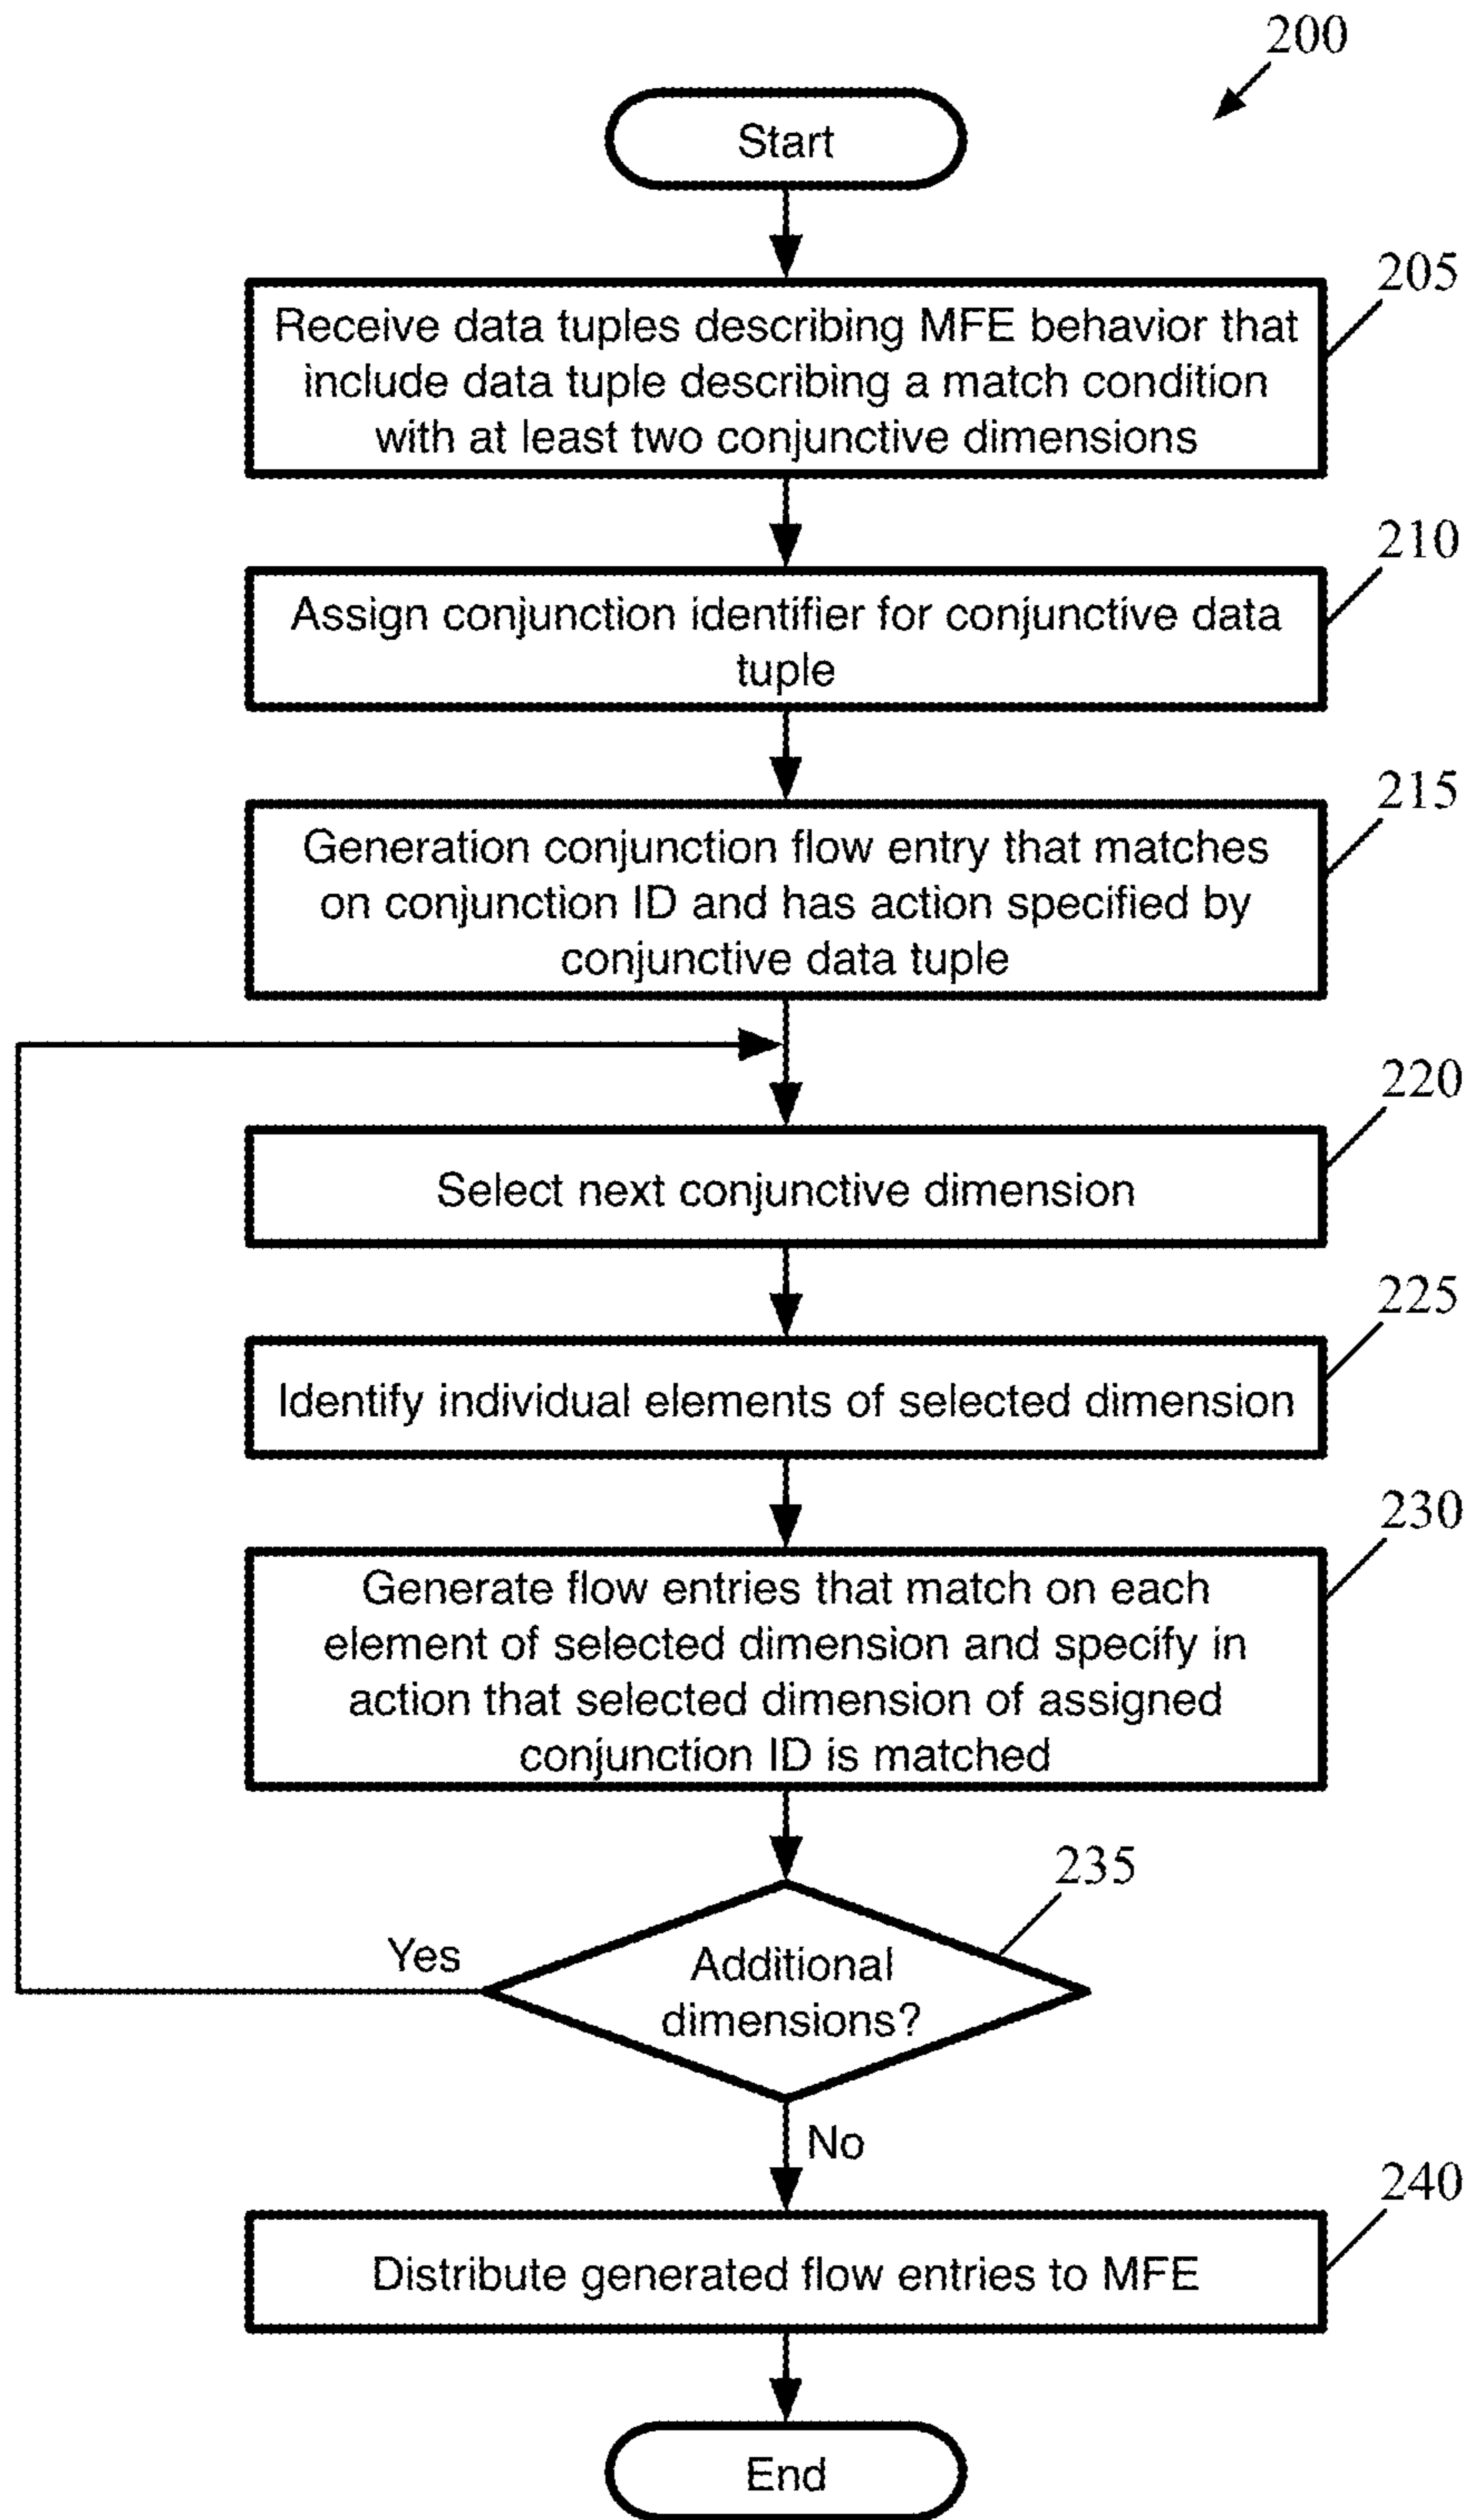 200
Start
205
Receive data tuples describing MFE behavior that
include data tuple describing a match condition
with at least two conjunctive dimensions
210
Assign conjunction identifier for conjunctive data
tuple
215
Generation conjunction flow entry that matches
on conjunction ID and has action specified by
conjunctive data tuple
220
Select next conjunctive dimension
225
Identify individual elements of selected dimension
230
Generate flow entries that match on each
element of selected dimension and specify in
action that selected dimension of assigned
conjunction ID is matched
235
Yes
Additional
dimensions?
No
240
Distribute generated flow entries to MFE
End